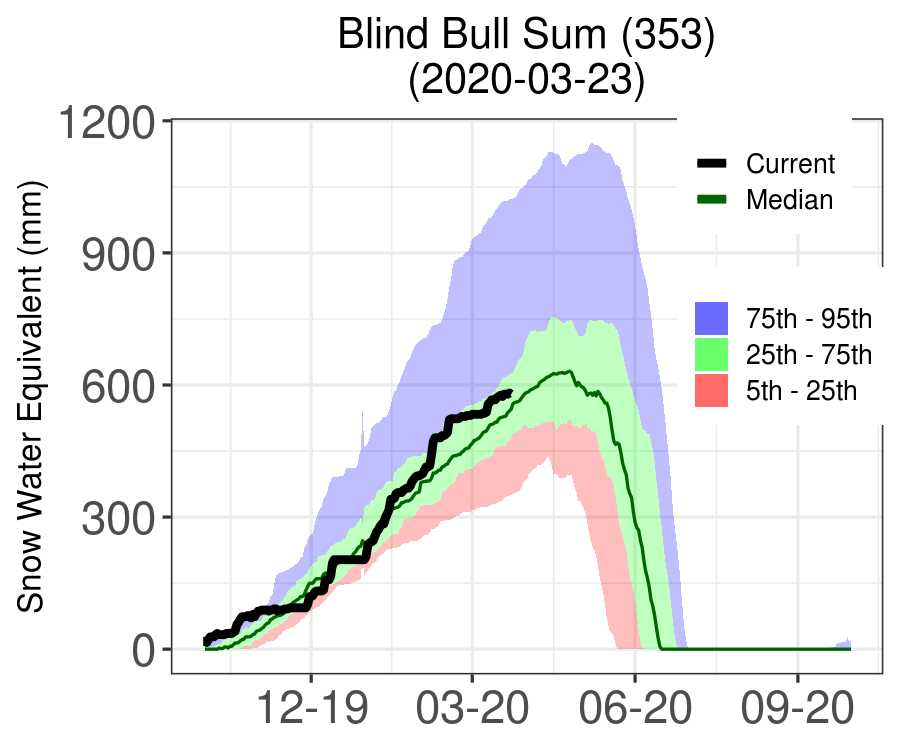 Blind Bull Sum (353)
(2020-03-23)
Snow Water Equivalent (mm)
1200
900
600
300
0
12-19
03-20
06-20
09-20
Current
Median
75th - 95th
25th - 75th
5th - 25th